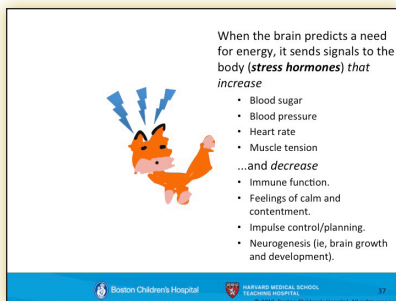 When the brain predicts a need
for energy, it sends signals to the
body (stress hormones) that
increase
• Blood sugar
• Blood pressure
• Heart rate
• Muscle tension
...and decrease
• Immune function.
• Feelings of calm and
contentment.
• Impulse control/planning.
• Neurogenesis (ie, brain growth
and development).
Boston Children's Hospital
HARVARD MEDICAL SCHOOL
TEACHING HOSPITAL
37